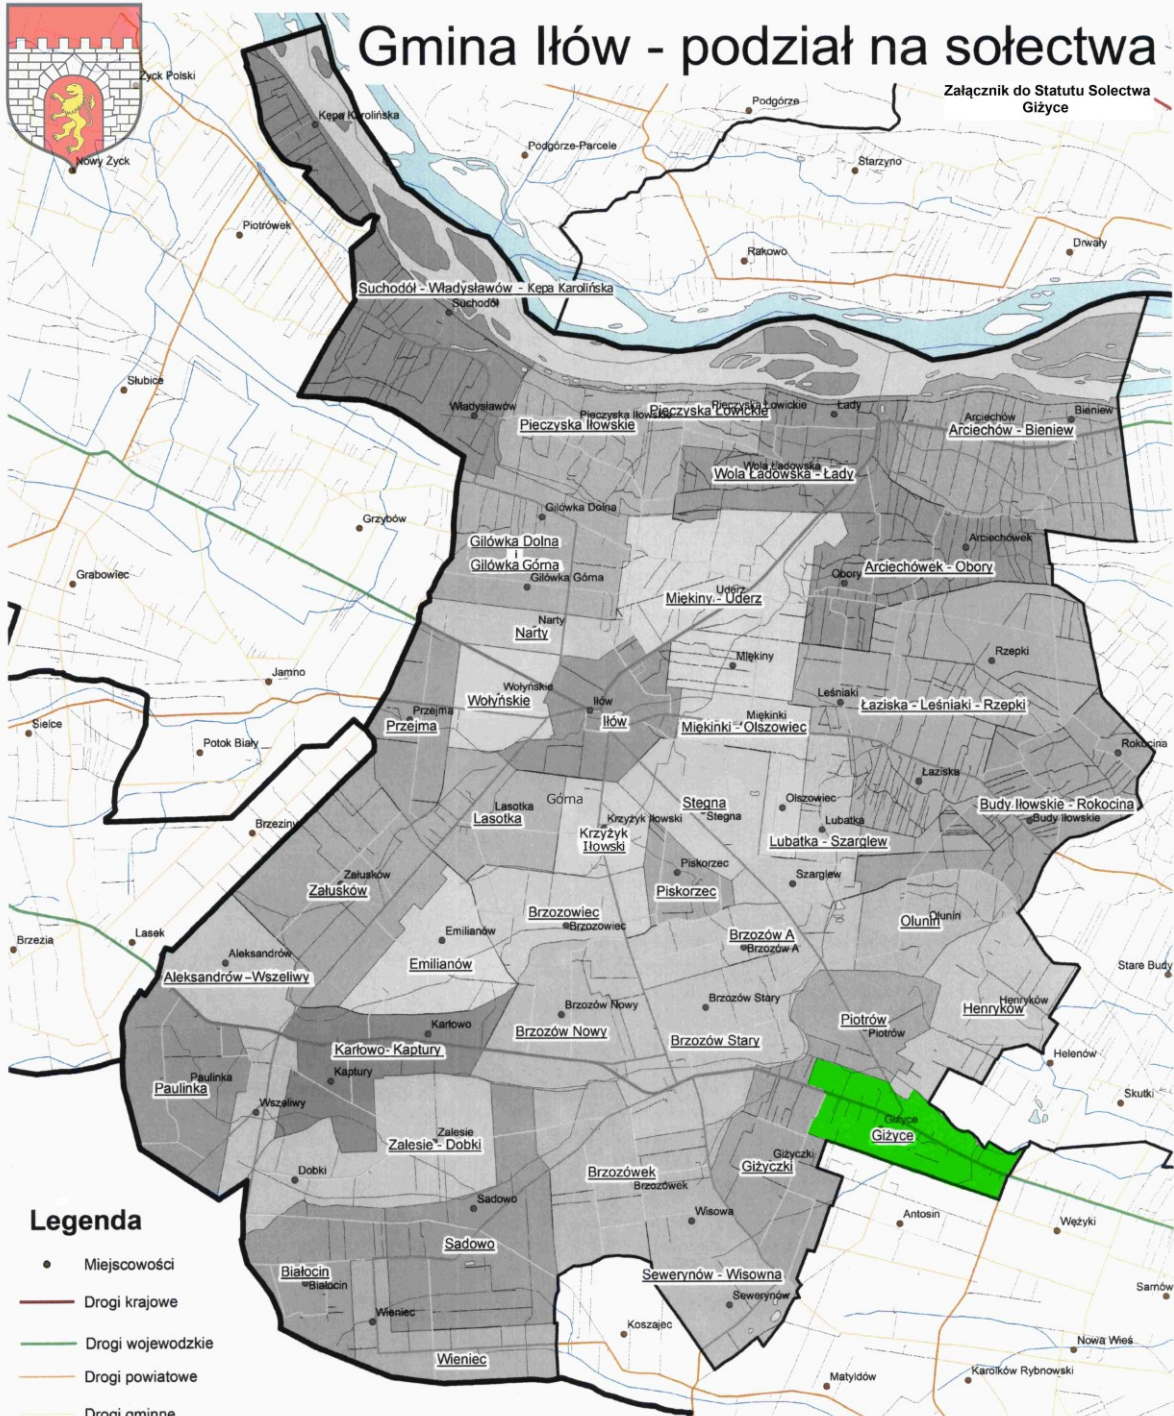 Gmina Iłów - podział na sołectwa
Załącznik do Statutu Solectwa
Giżyce
Życk Polski
Nowy Życk
Kępa Karolińska
Podgórze
Podgórze-Parcele
Starzyno
Piotrówek
Rakowo
Drwały
Suchodół - Władysławów - Kępa Karolińska
Suchodół
Słubice
Władysławów
Pieczyska Iłowskie
Pieczyska Iłowskie
Pieczyska Łowickie
Pieczyska Łowickie
Łady
Arciechów
Bieniew
Arciechów - Bieniew
Wola Ładowska
Wola Ładowska - Łady
Grzybów
Gilówka Dolna
Gilówka Dolna
i
Gilówka Górna
Gilówka Górna
Arciechówek
Arciechówek - Obory
Obory
Grabowiec
Uderz
Miękiny - Uderz
Narty
Narty
Miękiny
Rzepki
Jamno
Wołyńskie
Wołyńskie
Leśniaki
Łaziska - Leśniaki - Rzepki
Iłów
Iłów
Przejma
Przejma
Miękinki
Miękinki - Olszowiec
Sielce
Potok Biały
Rokocina
Łaziska
Górna
Lasotka
Lasotka
Stegna
Stegna
Olszowiec
Budy Iłowskie - Rokocina
Budy Iłowskie
Krzyżyk Iłowski
Krzyżyk
Iłowski
Lubatka
Lubatka - Szarglew
Brzeziny
Piskorzec
Piskorzec
Szarglew
Załusków
Załusków
Brzozowiec
Brzozowiec
Olunin
Olunin
Brzezia
Lasek
Emilianów
Emilianów
Brzozów A
Brzozów A
Aleksandrów
Aleksandrów - Wszeliwy
Stare Budy
Brzozów Nowy
Brzozów Nowy
Brzozów Stary
Brzozów Stary
Henryków
Henryków
Piotrów
Piotrów
Karłowo
Karłowo - Kaptury
Kaptury
Helenów
Paulinka
Paulinka
Skutki
Wszeliwy
Giżyce
Giżyce
Zalesie
Zalesie - Dobki
Dobki
Giżyczki
Giżyczki
Brzozówek
Brzozówek
Sadowo
Sadowo
Wisowa
Antosin
Wężyki
Białocin
Białocin
Sewerynów - Wisowna
Sewerynów
Sarnów
Wieniec
Wieniec
Koszajec
Nowa Wieś
Karolków Rybnowski
Matyldów
Legenda
Miejscowości
Drogi krajowe
Drogi wojewodzkie
Drogi powiatowe
Drogi gminne